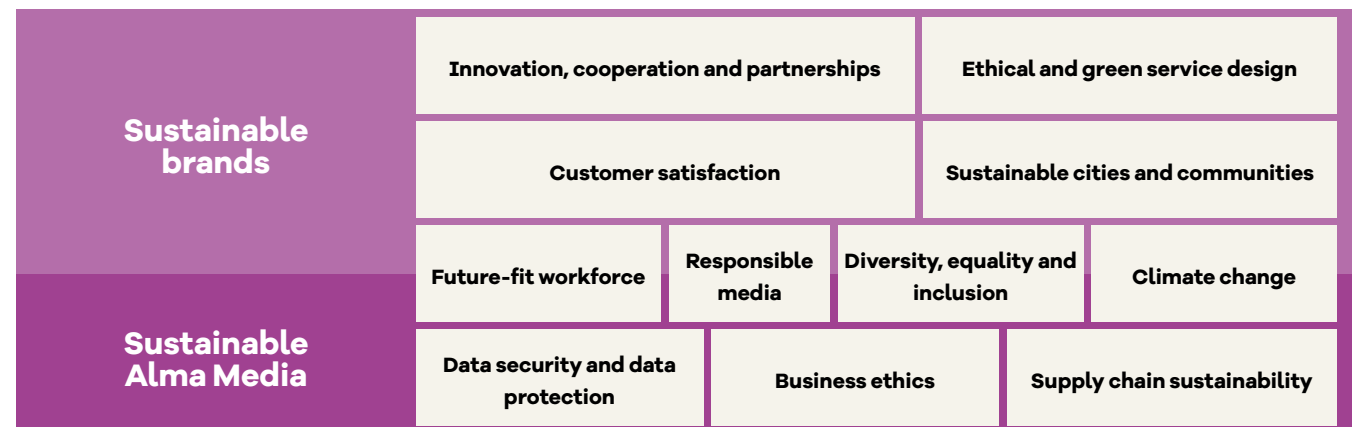 Sustainable
brands
Innovation, cooperation and partnerships
Ethical and green service design
Customer satisfaction
Sustainable cities and communities
Future-fit workforce
Responsible
media
Diversity, equality and
inclusion
Climate change
Sustainable
Alma Media
Data security and data
protection
Business ethics
Supply chain sustainability